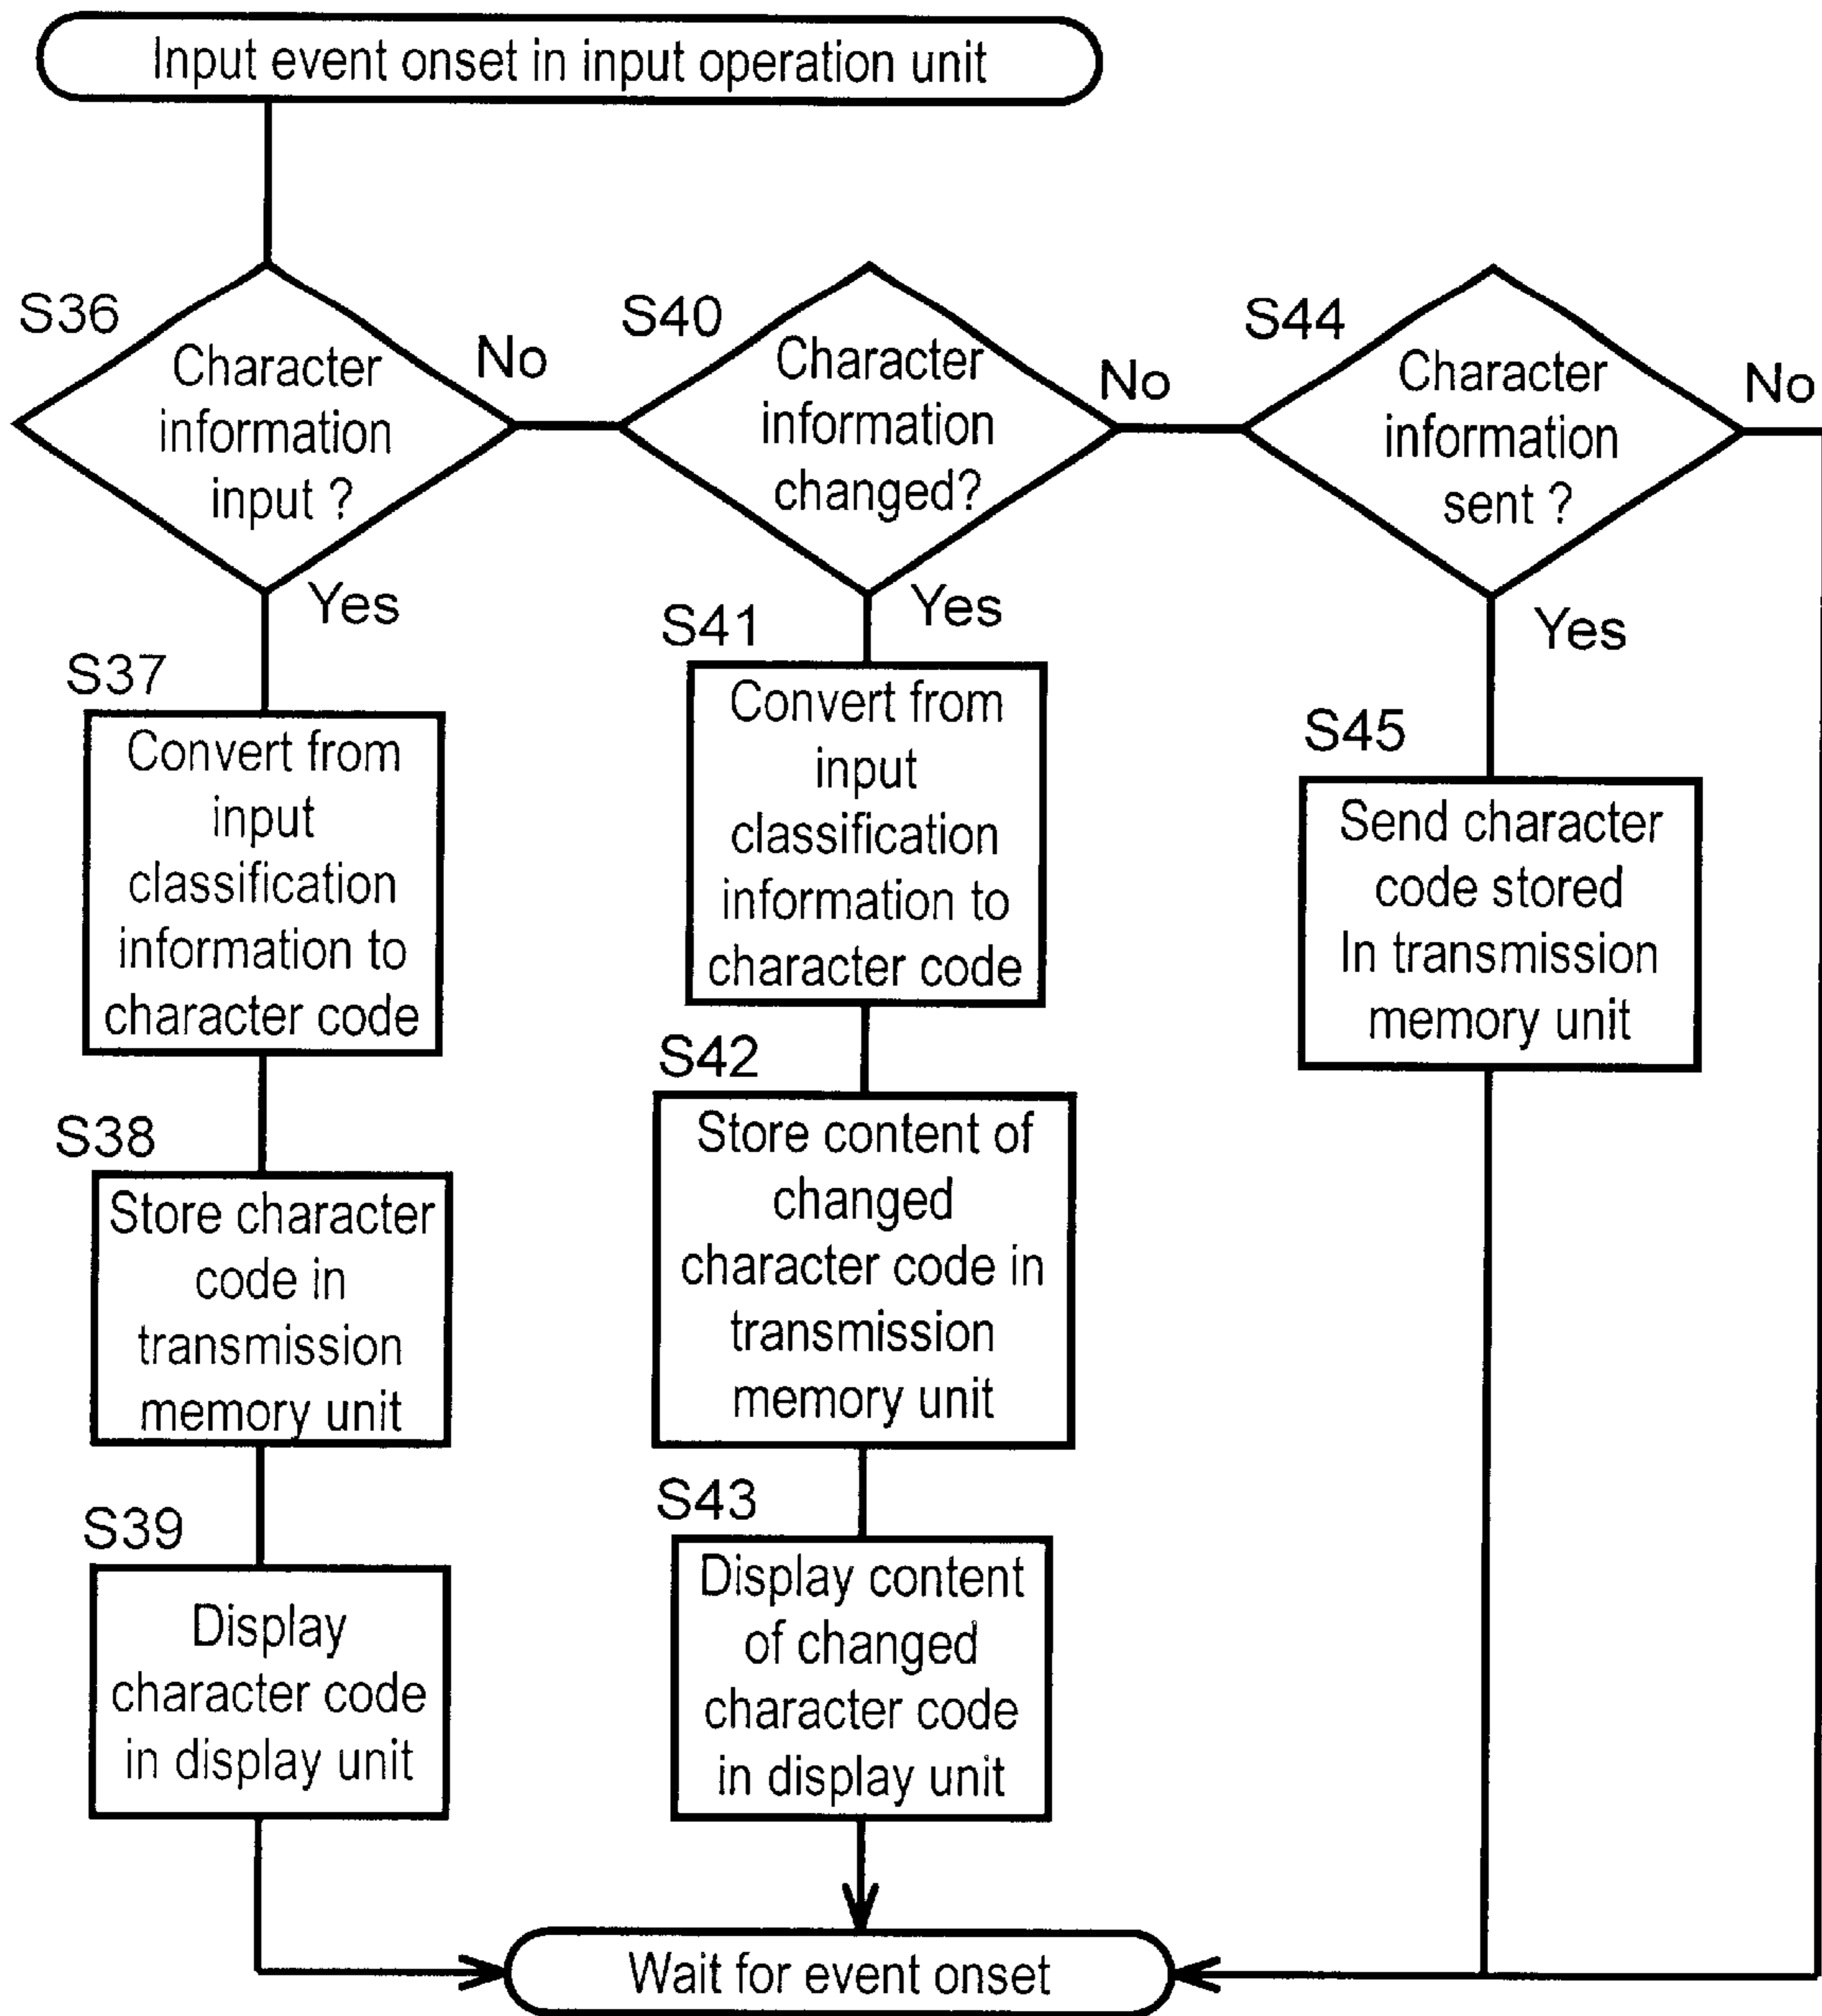 Input event onset in input operation unit
S36
Character
information
input ?
No
Yes
S40
Character
information
changed?
No
Yes
S44
Character
information
sent ?
No
Yes
S37
Convert from
input
classification
information to
character code
S38
Store character
code in
transmission
memory unit
S39
Display
character code
in display unit
S41
Convert from
input
classification
information to
character code
S42
Store content of
changed
character code in
transmission
memory unit
S43
Display content
of changed
character code
in display unit
S45
Send character
code stored
In transmission
memory unit
Wait for event onset